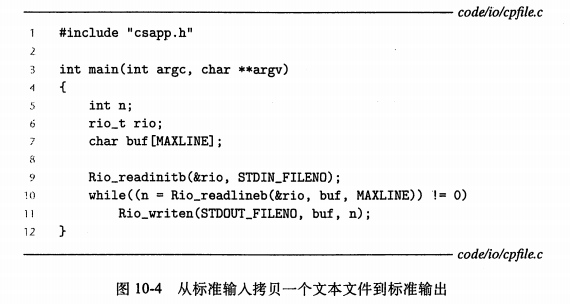 code/io/cpfile.c
1 #include "csapp.h"
2
3 int main(int argc, char **argv)
4 {
5     int n;
6     rio_t rio;
7     char buf[MAXLINE];
8
9     Rio_readinitb(&rio, STDIN_FILENO);
10     while((n = Rio_readlineb(&rio, buf, MAXLINE)) != 0)
11         Rio_writen(STDOUT_FILENO, buf, n);
12 }
code/io/cpfile.c
图 10-4 从标准输入拷贝一个文本文件到标准输出